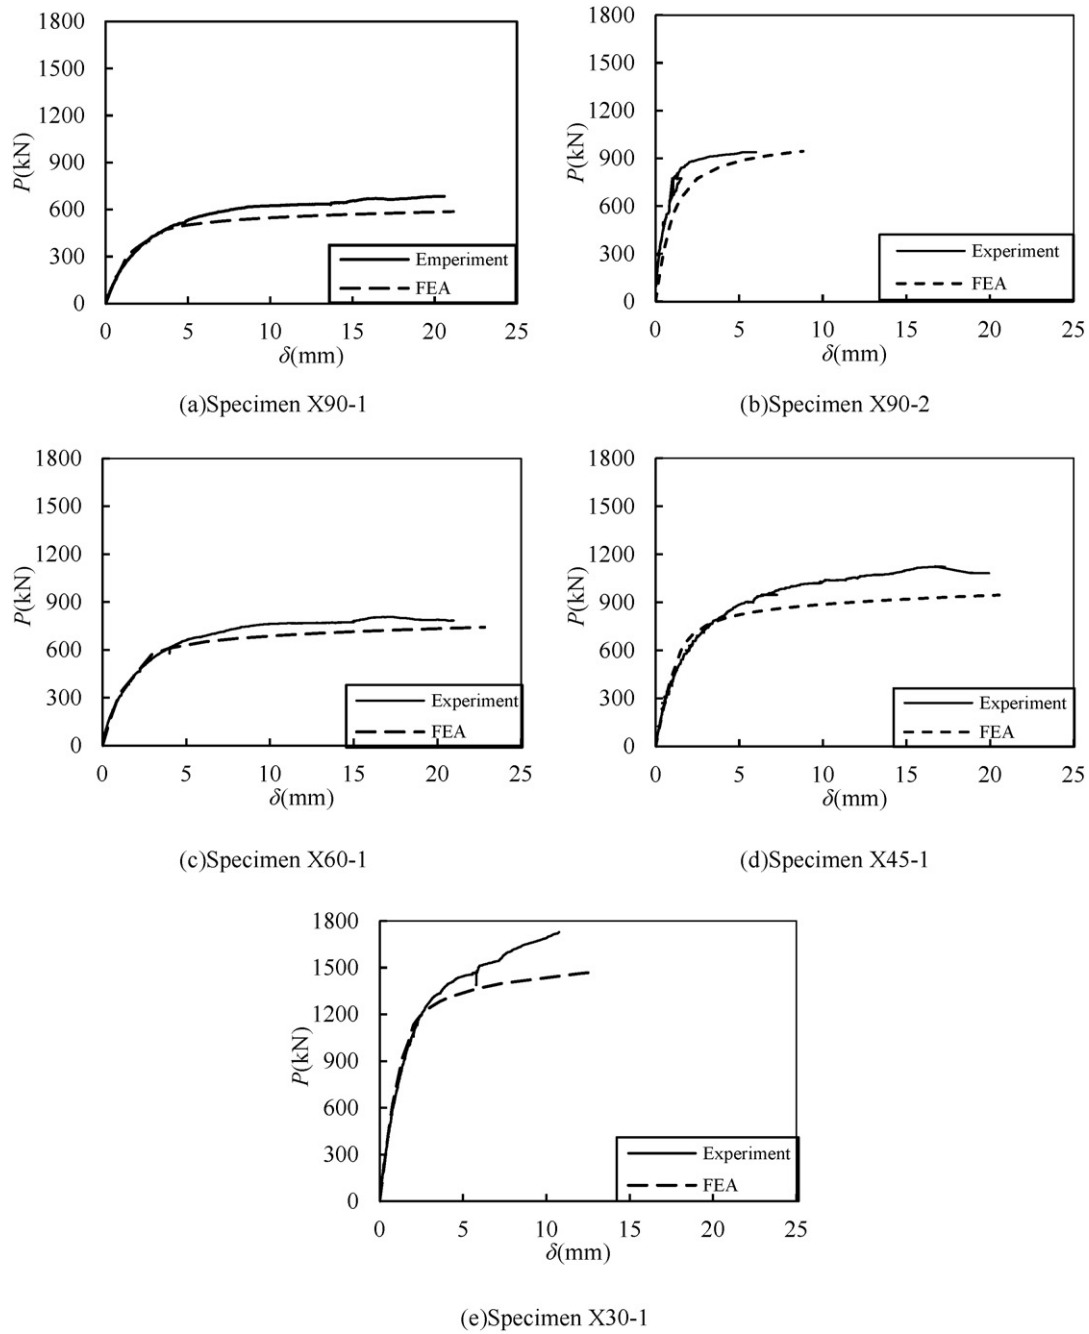 1800
1500
1200
900
600
300
0
P(kN)
Emperiment
FEA
0 5 10 15 20 25
δ(mm)
(a)Specimen X90-1
1800
1500
1200
900
600
300
0
P(kN)
Experiment
FEA
0 5 10 15 20 25
δ(mm)
(b)Specimen X90-2
1800
1500
1200
900
600
300
0
P(kN)
Experiment
FEA
0 5 10 15 20 25
δ(mm)
(c)Specimen X60-1
1800
1500
1200
900
600
300
0
P(kN)
Experiment
FEA
0 5 10 15 20 25
δ(mm)
(d)Specimen X45-1
1800
1500
1200
900
600
300
0
P(kN)
Experiment
FEA
0 5 10 15 20 25
δ(mm)
(e)Specimen X30-1